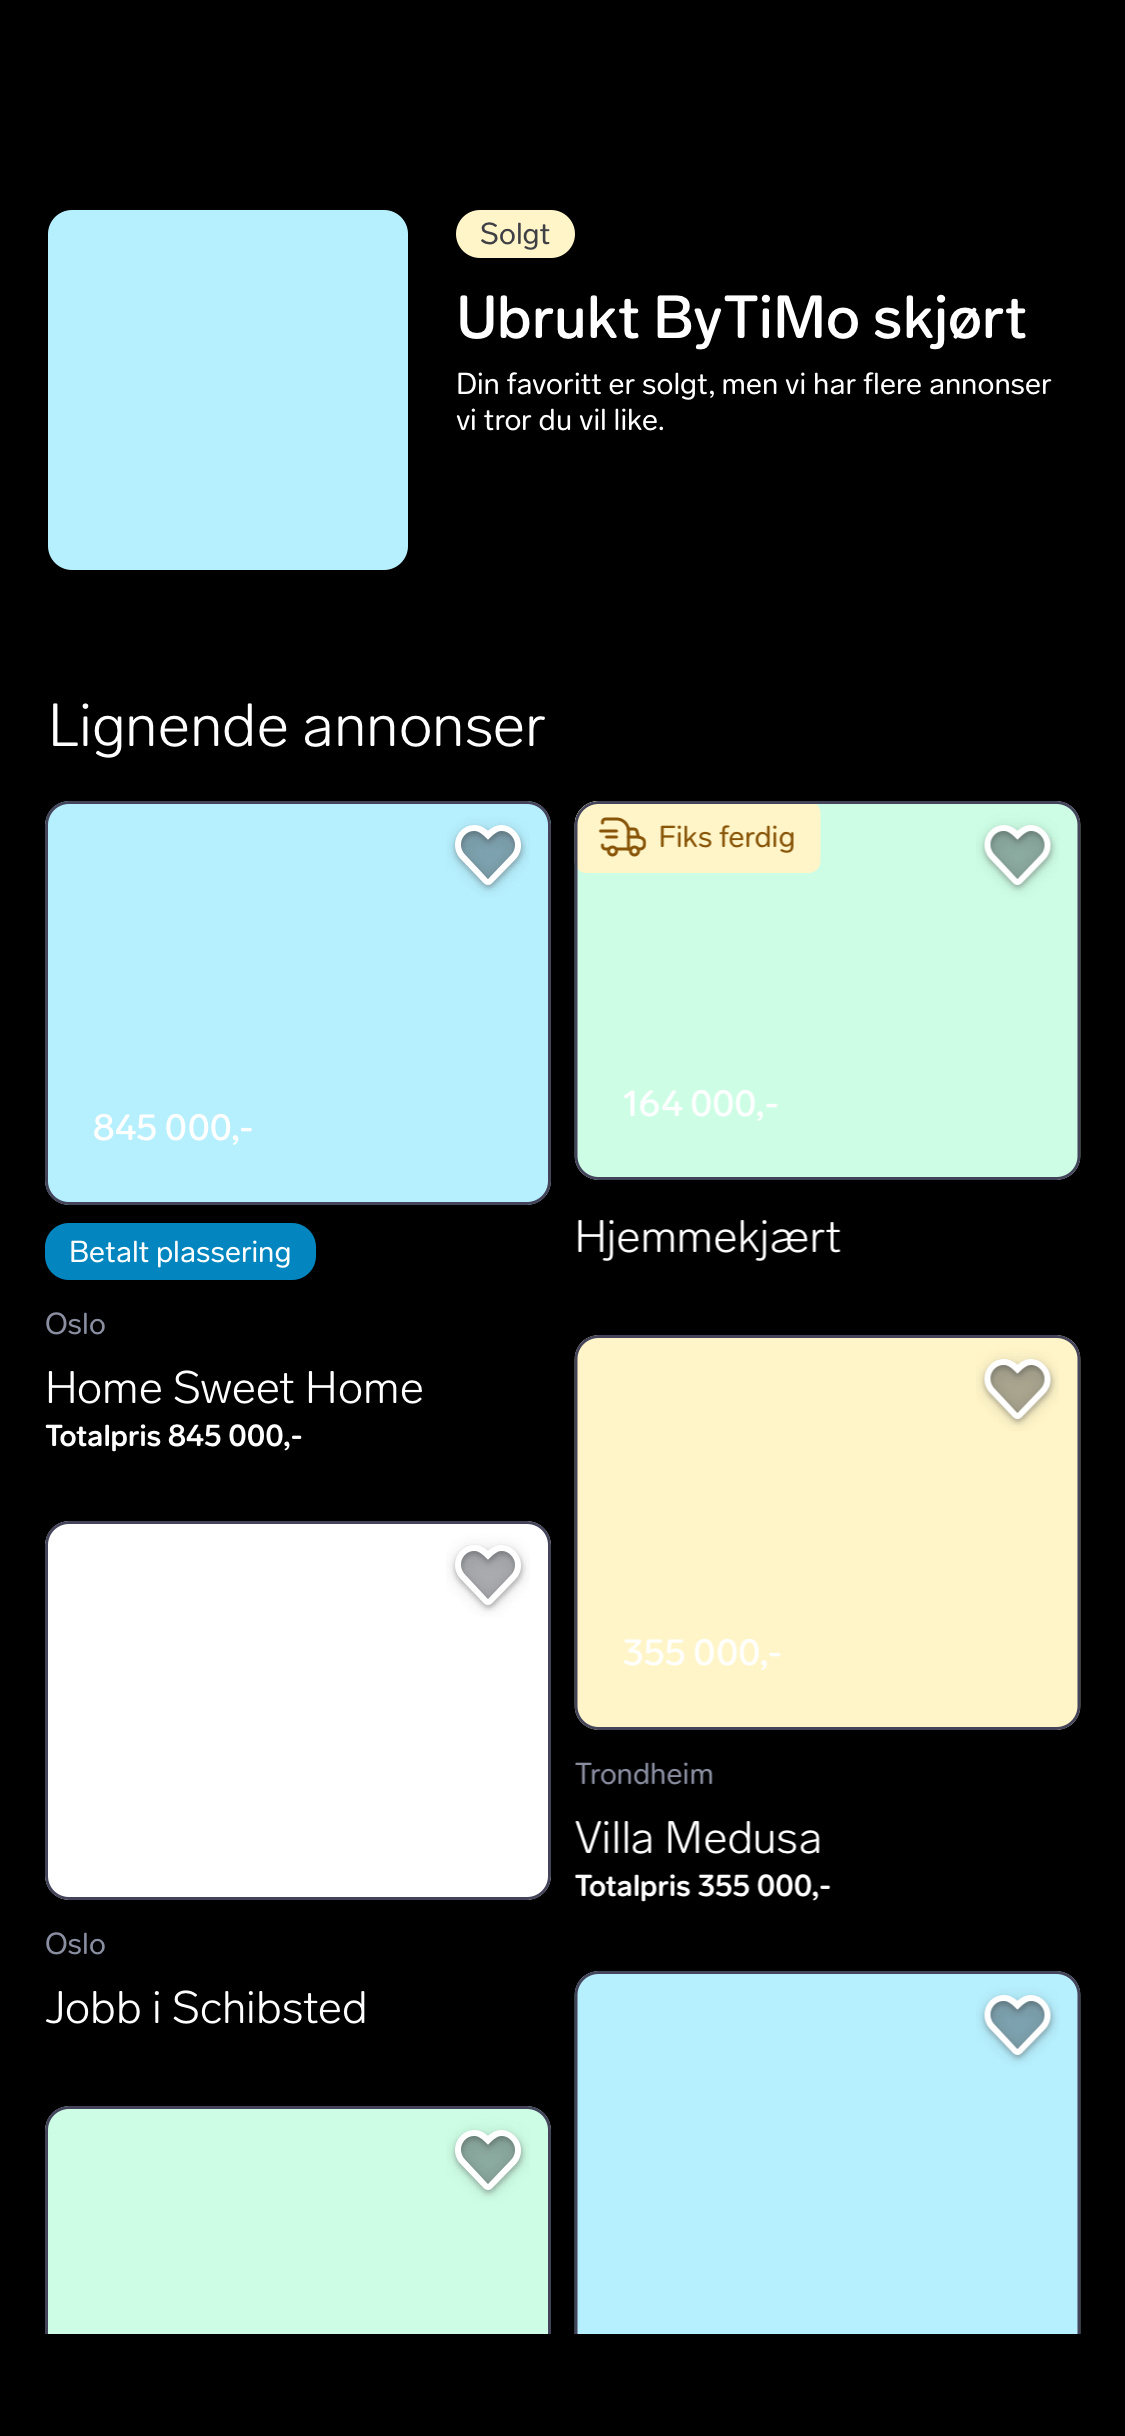 Solgt
Ubrukt ByTiMo skjørt
Din favoritt er solgt, men vi har flere annonser
vi tror du vil like.
Lignende annonser
845 000,-
Betalt plassering
Oslo
Home Sweet Home
Totalpris 845 000,-
Fiks ferdig
164 000,-
Hjemmekjært
355 000,-
Trondheim
Villa Medusa
Totalpris 355 000,-
Oslo
Jobb i Schibsted